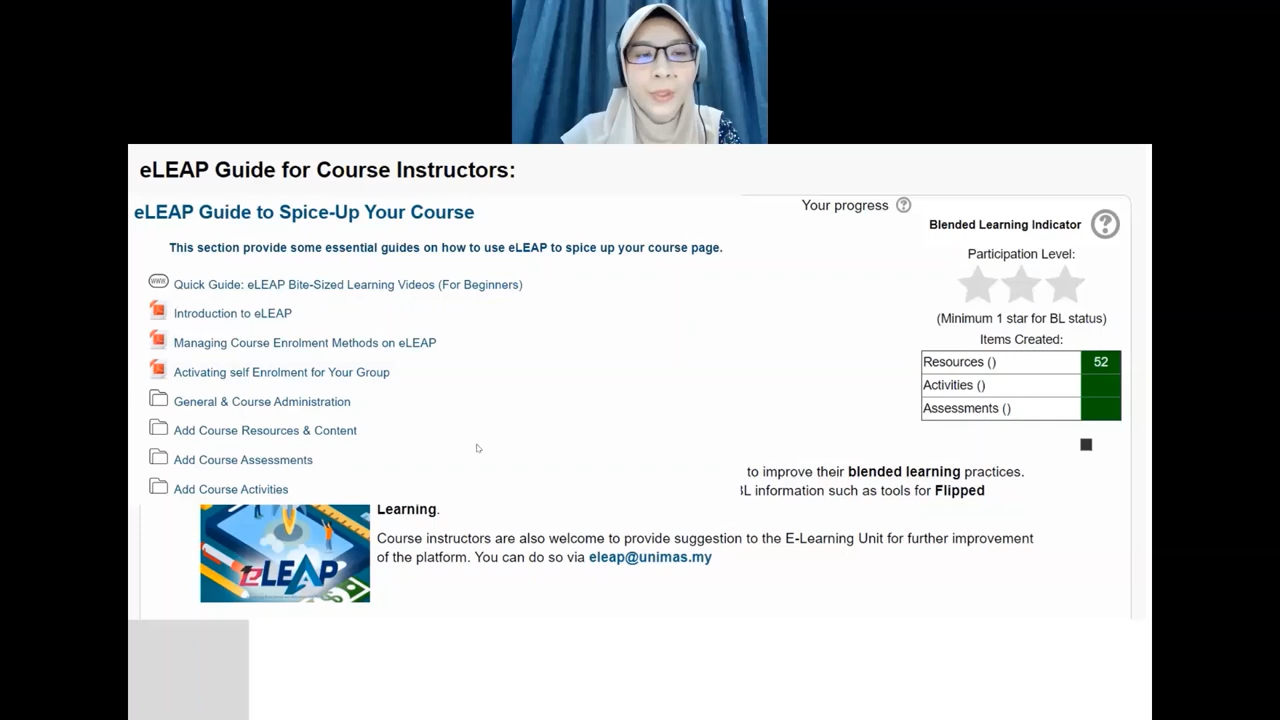 eLEAP Guide for Course Instructors:
eLEAP Guide to Spice-Up Your Course
This section provide some essential guides on how to use eLEAP to spice up your course page.
www
Quick Guide: eLEAP Bite-Sized Learning Videos (For Beginners)
Introduction to eLEAP
Managing Course Enrolment Methods on eLEAP
Activating self Enrolment for Your Group
General & Course Administration
Add Course Resources & Content
Add Course Assessments
Add Course Activities
Your progress ?
Blended Learning Indicator ?
Participation Level:
(Minimum 1 star for BL status)
Items Created:
Resources () 52
Activities ()
Assessments ()
to improve their blended learning practices.
BL information such as tools for Flipped
Learning.
Course instructors are also welcome to provide suggestion to the E-Learning Unit for further improvement
of the platform. You can do so via eleap@unimas.my
eLEAP